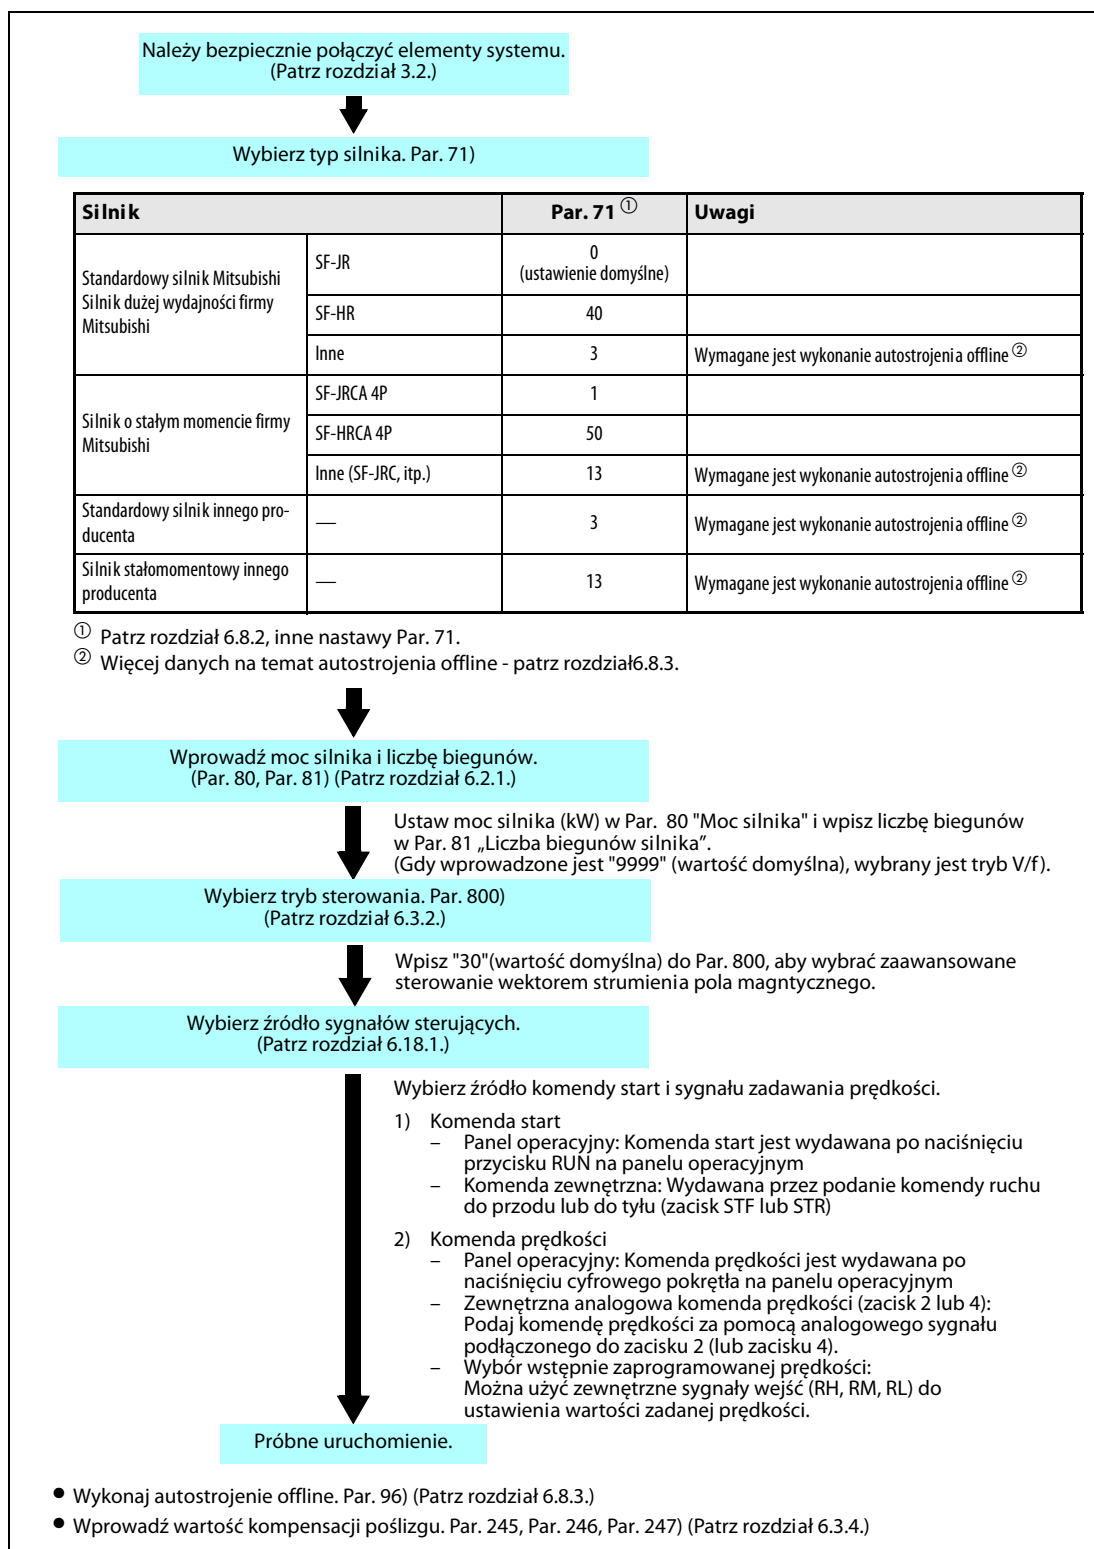 Należy bezpiecznie połączyć elementy systemu.
(Patrz rozdział 3.2.)
Wybierz typ silnika. Par. 71)
Silnik Par. 71 ① Uwagi
Standardowy silnik Mitsubishi
Silnik dużej wydajności firmy
Mitsubishi
SF-JR 0
(ustawienie domyślne)
SF-HR 40
Inne 3 Wymagane jest wykonanie autostrojenia offline ②
Silnik o stałym momencie firmy
Mitsubishi
SF-JRCA 4P 1
SF-HRCA 4P 50
Inne (SF-JRC, itp.) 13 Wymagane jest wykonanie autostrojenia offline ②
Standardowy silnik innego pro-
ducenta
— 3 Wymagane jest wykonanie autostrojenia offline ②
Silnik stałomomentowy innego
producenta
— 13 Wymagane jest wykonanie autostrojenia offline ②
① Patrz rozdział 6.8.2, inne nastawy Par. 71.
② Więcej danych na temat autostrojenia offline - patrz rozdział6.8.3.
Wprowadź moc silnika i liczbę biegunów.
(Par. 80, Par. 81) (Patrz rozdział 6.2.1.)
Ustaw moc silnika (kW) w Par. 80 "Moc silnika" i wpisz liczbę biegunów
w Par. 81 „Liczba biegunów silnika”.
(Gdy wprowadzone jest "9999" (wartość domyślna), wybrany jest tryb V/f).
Wybierz tryb sterowania. Par. 800)
(Patrz rozdział 6.3.2.)
Wpisz "30"(wartość domyślna) do Par. 800, aby wybrać zaawansowane
sterowanie wektorem strumienia pola magntycznego.
Wybierz źródło sygnałów sterujących.
(Patrz rozdział 6.18.1.)
Wybierz źródło komendy start i sygnału zadawania prędkości.
1) Komenda start
– Panel operacyjny: Komenda start jest wydawana po naciśnięciu
przycisku RUN na panelu operacyjnym
– Komenda zewnętrzna: Wydawana przez podanie komendy ruchu
do przodu lub do tyłu (zacisk STF lub STR)
2) Komenda prędkości
– Panel operacyjny: Komenda prędkości jest wydawana po
naciśnięciu cyfrowego pokrętła na panelu operacyjnym
– Zewnętrzna analogowa komenda prędkości (zacisk 2 lub 4):
Podaj komendę prędkości za pomocą analogowego sygnału
podłączonego do zacisku 2 (lub zacisku 4).
– Wybór wstępnie zaprogramowanej prędkości:
Można użyć zewnętrzne sygnały wejść (RH, RM, RL) do
ustawienia wartości zadanej prędkości.
Próbne uruchomienie.
● Wykonaj autostrojenie offline. Par. 96) (Patrz rozdział 6.8.3.)
● Wprowadź wartość kompensacji poślizgu. Par. 245, Par. 246, Par. 247) (Patrz rozdział 6.3.4.)